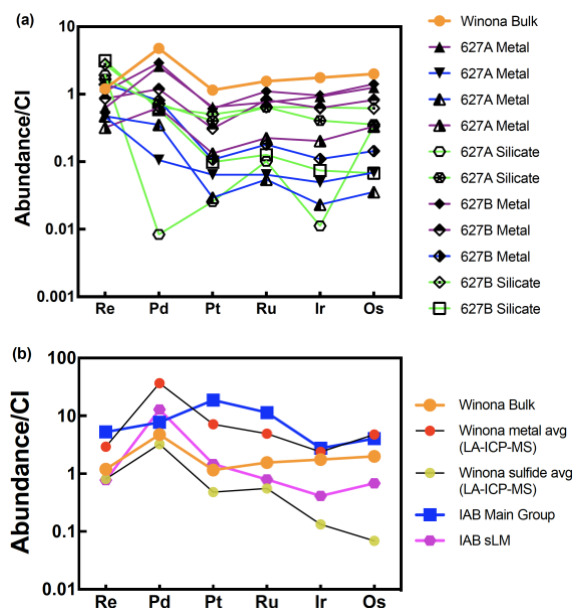 (a)
Abundance/CI
10
1
0.1
0.01
0.001
Re Pd Pt Ru Ir Os
Winona Bulk
627A Metal
627A Metal
627A Metal
627A Metal
627A Silicate
627A Silicate
627B Metal
627B Metal
627B Metal
627B Silicate
627B Silicate
(b)
Abundance/CI
100
10
1
0.1
0.01
Re Pd Pt Ru Ir Os
Winona Bulk
Winona metal avg
(LA-ICP-MS)
Winona sulfide avg
(LA-ICP-MS)
IAB Main Group
IAB sLM